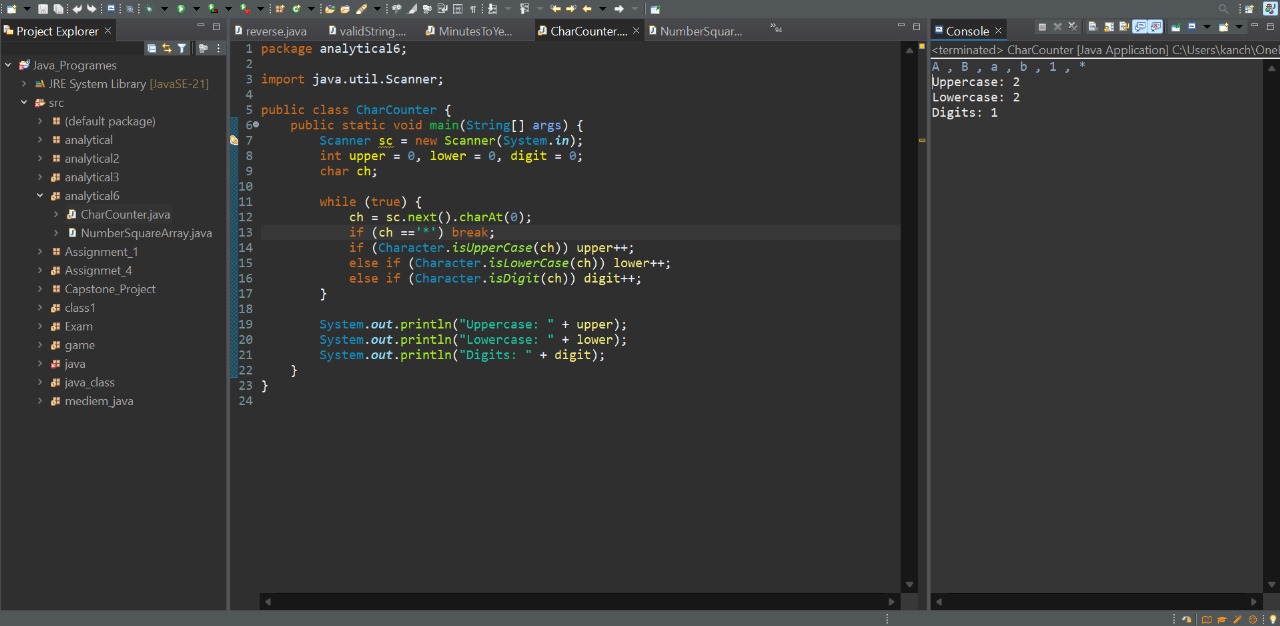 Project Explorer
Java_Programes
JRE System Library [JavaSE-21]
src
(default package)
analytical
analytical2
analytical3
analytical6
CharCounter.java
NumberSquareArray.java
Assignment_1
Assignmet_4
Capstone_Project
class1
Exam
game
java
java_class
mediem_java
reverse.java validString.... MinutesToYe... CharCounter.... NumberSquar...
1 package analytical6;
2
3 import java.util.Scanner;
4
5 public class CharCounter {
6 public static void main(String[] args) {
7 Scanner sc = new Scanner(System.in);
8 int upper = 0, lower = 0, digit = 0;
9 char ch;
10
11 while (true) {
12 ch = sc.next().charAt(0);
13 if (ch =='*') break;
14 if (Character.isUpperCase(ch)) upper++;
15 else if (Character.isLowerCase(ch)) lower++;
16 else if (Character.isDigit(ch)) digit++;
17 }
18
19 System.out.println("Uppercase: " + upper);
20 System.out.println("Lowercase: " + lower);
21 System.out.println("Digits: " + digit);
22 }
23 }
24
Console
<terminated> CharCounter [Java Application] C:\Users\kanch\Onel
A , B , a , b , 1 , *
Uppercase: 2
Lowercase: 2
Digits: 1